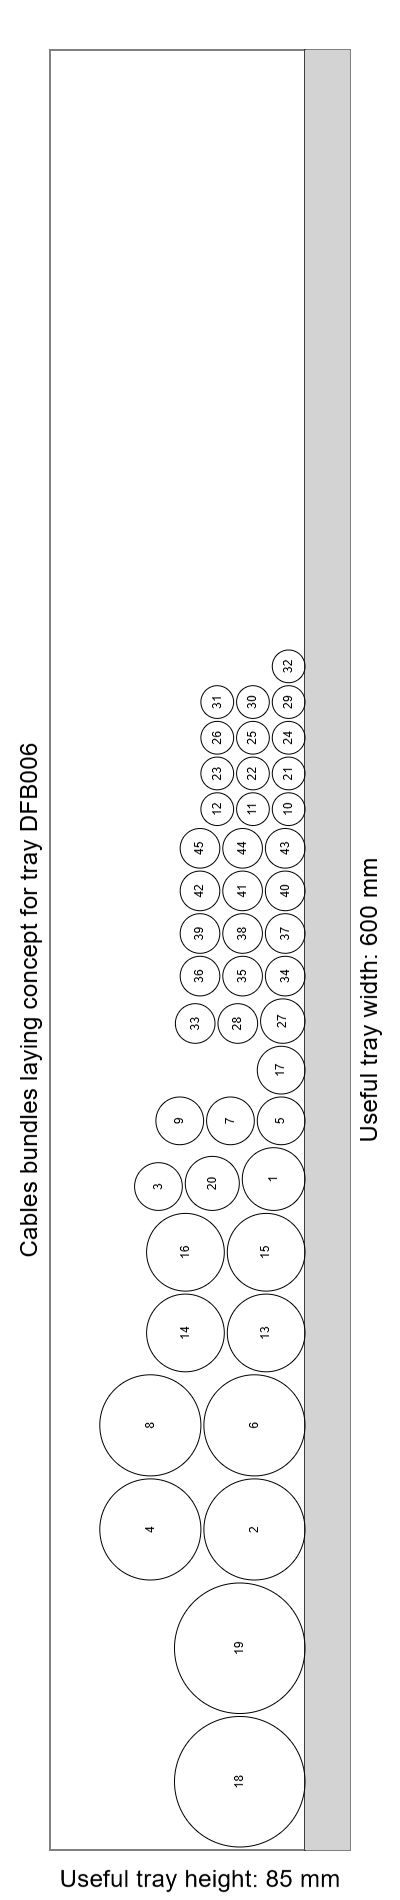 Cables bundles laying concept for tray DFB006
32
31 30 29
26 25 24
23 22 21
12 11 10
45 44 43
42 41 40
39 38 37
36 35 34
33 28 27
17
9 7 5
3 20 1
16 15
14 13
8 6
4 2
19
18
Useful tray width: 600 mm
Useful tray height: 85 mm